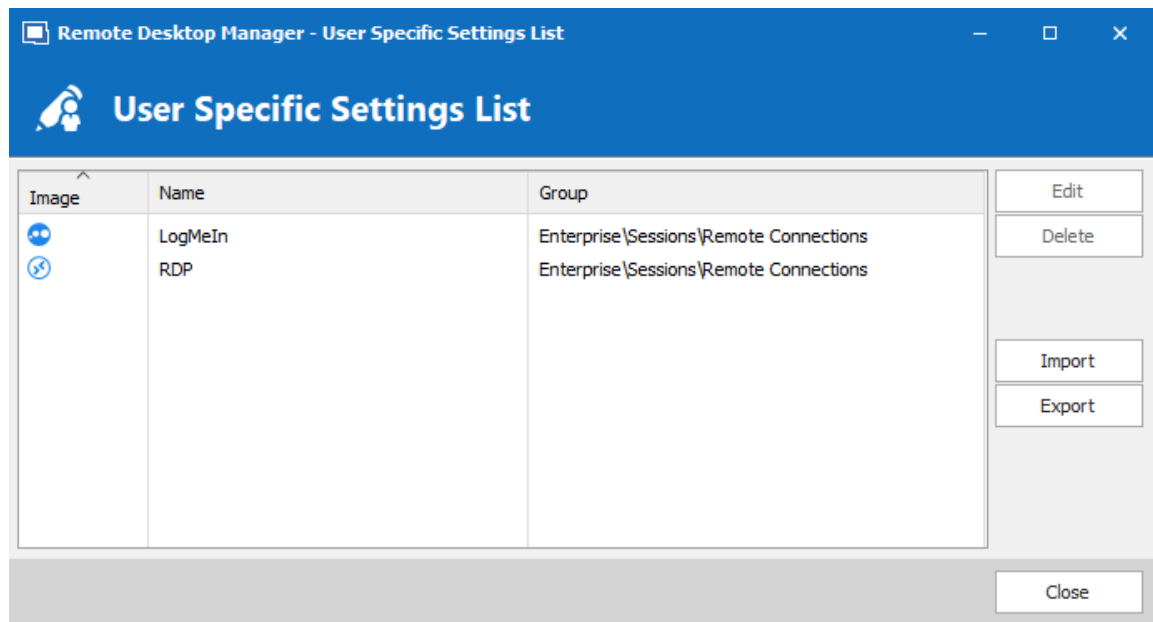 Remote Desktop Manager - User Specific Settings List
User Specific Settings List
Image Name Group Edit
LogMeIn Enterprise\Sessions\Remote Connections Delete
RDP Enterprise\Sessions\Remote Connections
Import
Export
Close